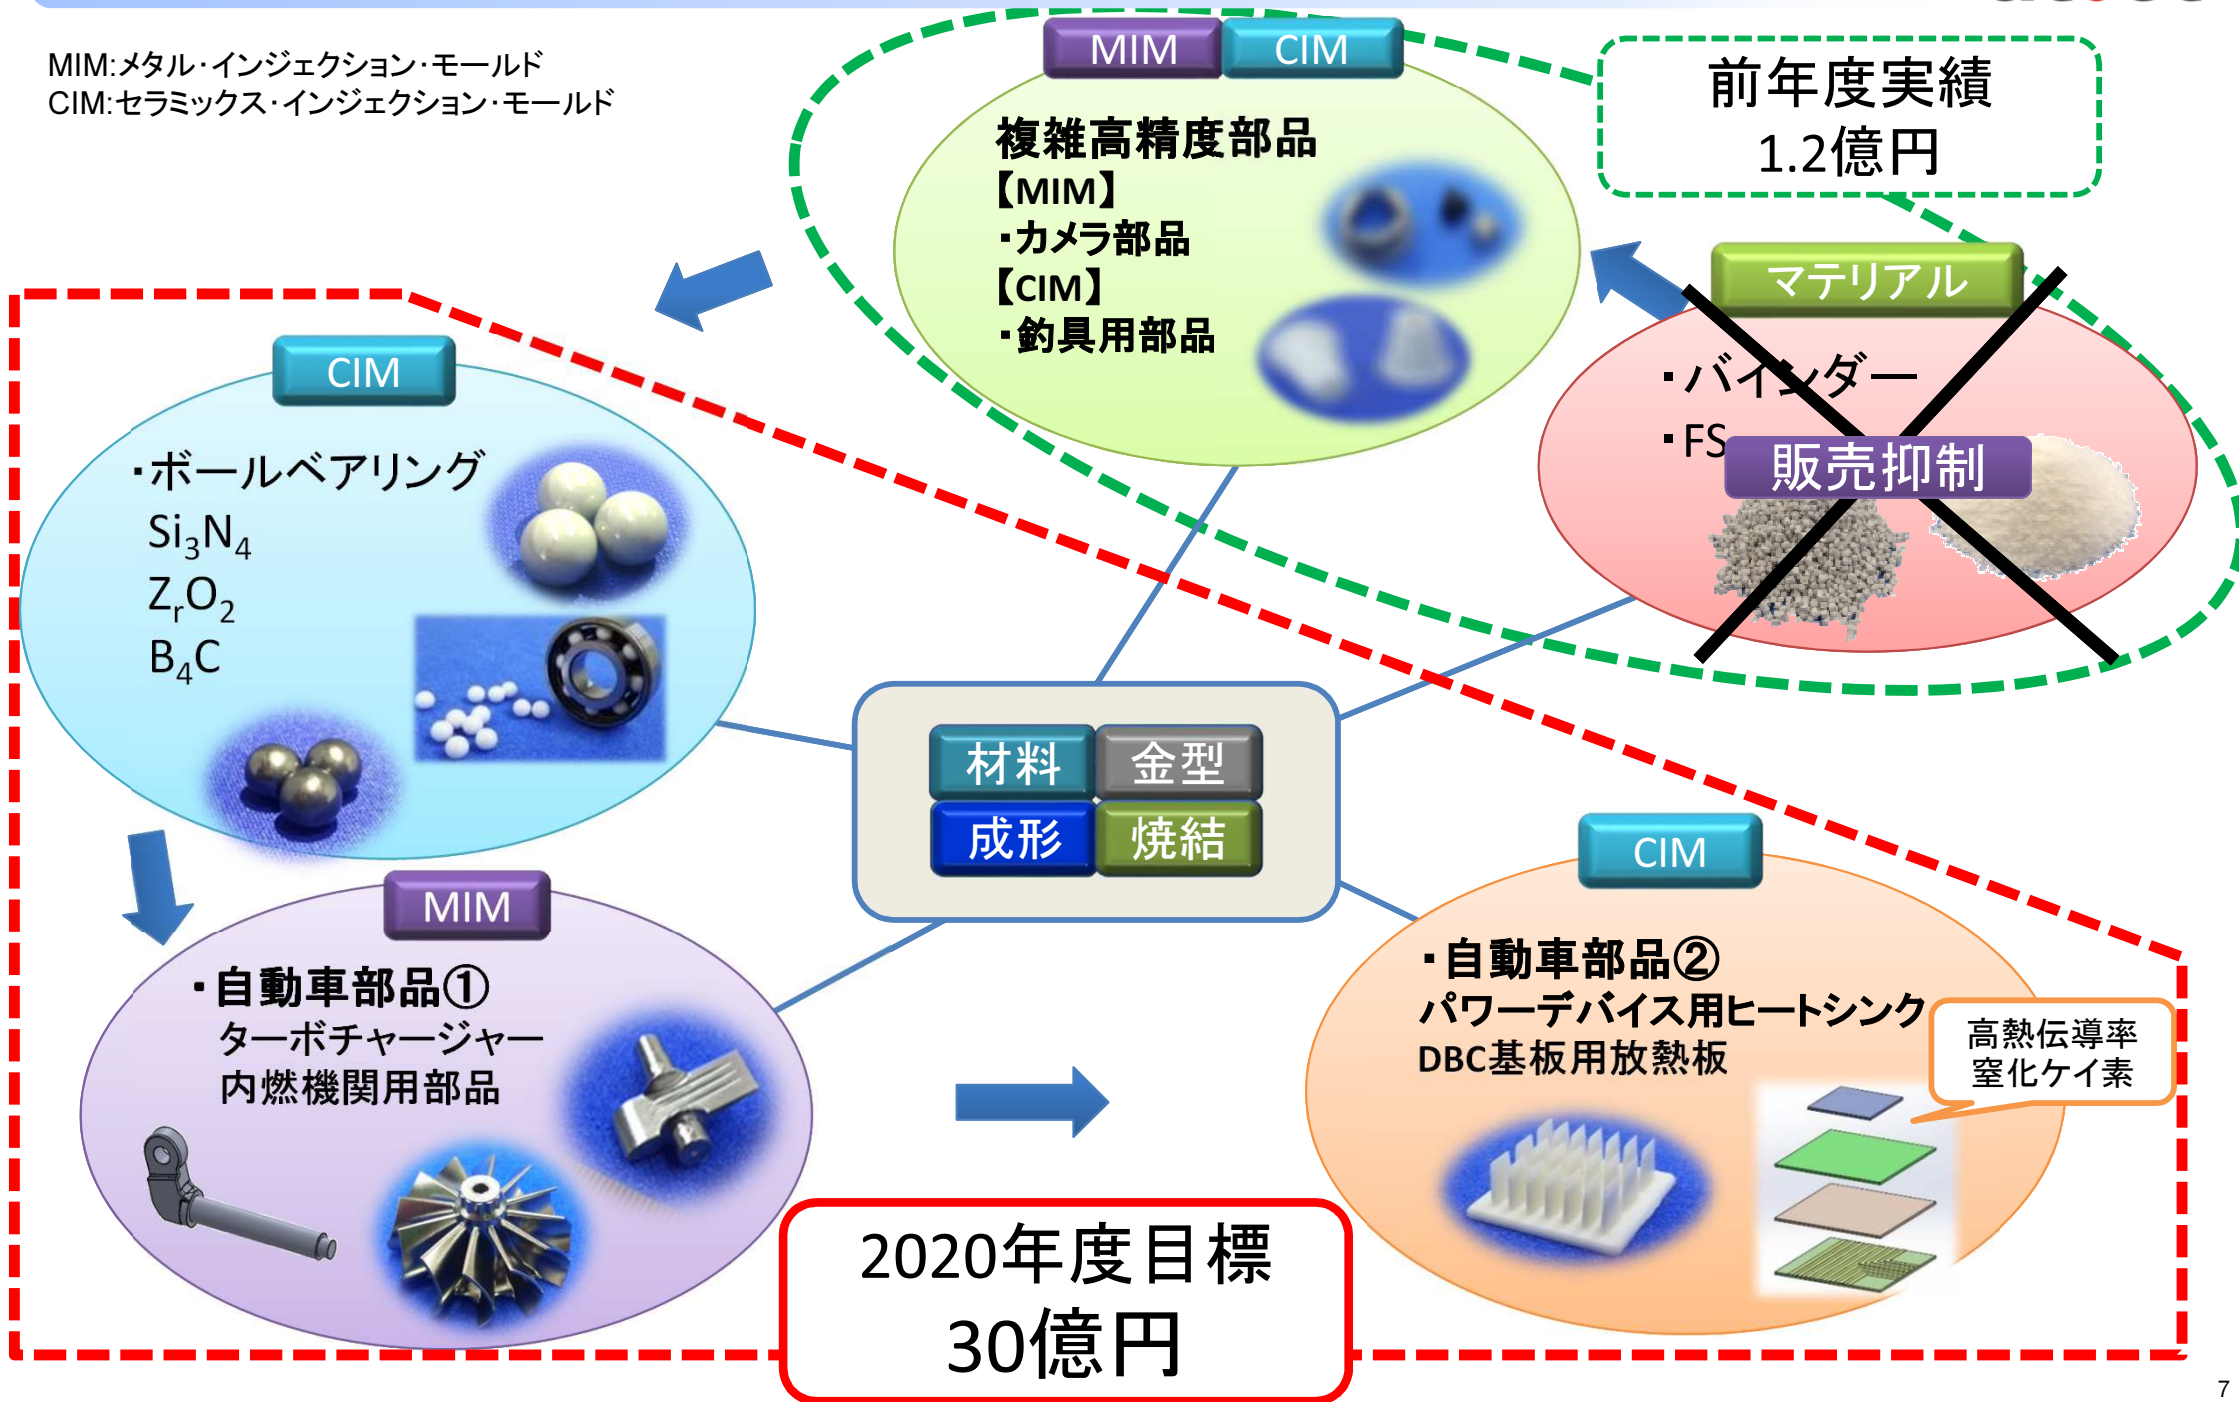 MIM:メタル・インジェクション・モールド
CIM:セラミックス・インジェクション・モールド
MIM
CIM
複雑高精度部品
【MIM】
・カメラ部品
【CIM】
・釣具用部品
前年度実績
1.2億円
マテリアル
・バインダー
・FS
販売抑制
CIM
・ボールベアリング
Si₃N₄
ZᵣO₂
B₄C
材料
金型
成形
焼結
MIM
・自動車部品①
ターボチャージャー
内燃機関用部品
CIM
・自動車部品②
パワーデバイス用ヒートシンク
DBC基板用放熱板
高熱伝導率
窒化ケイ素
2020年度目標
30億円
7